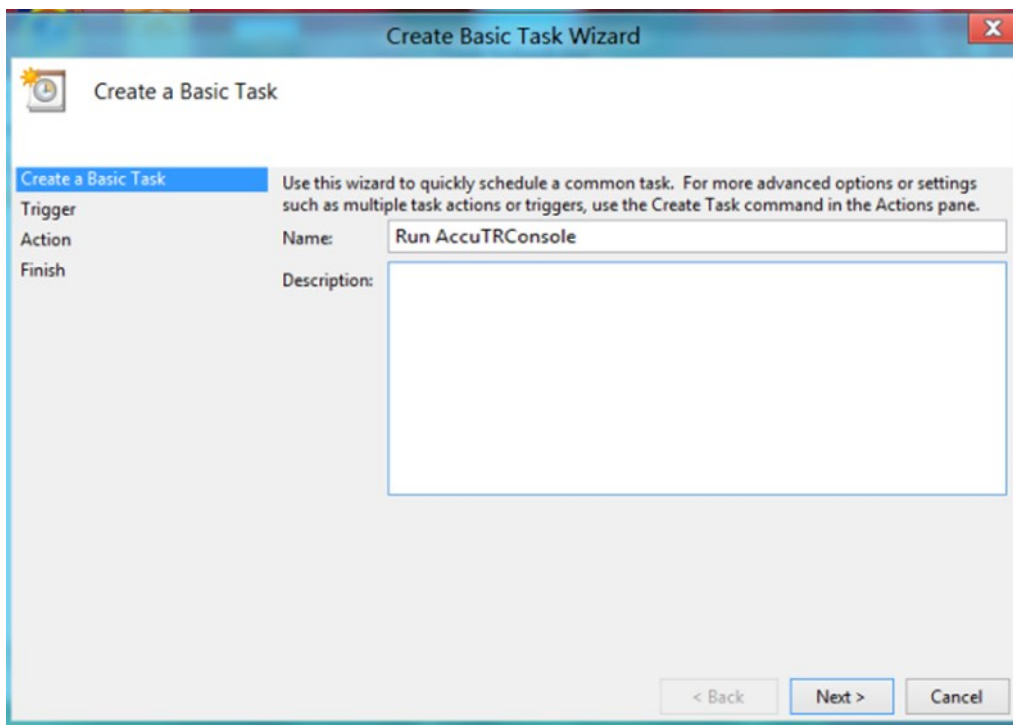 Create Basic Task Wizard
X
Create a Basic Task
Create a Basic Task
Trigger
Action
Finish
Use this wizard to quickly schedule a common task. For more advanced options or settings
such as multiple task actions or triggers, use the Create Task command in the Actions pane.
Name:
Run AccuTRConsole
Description:
< Back
Next >
Cancel